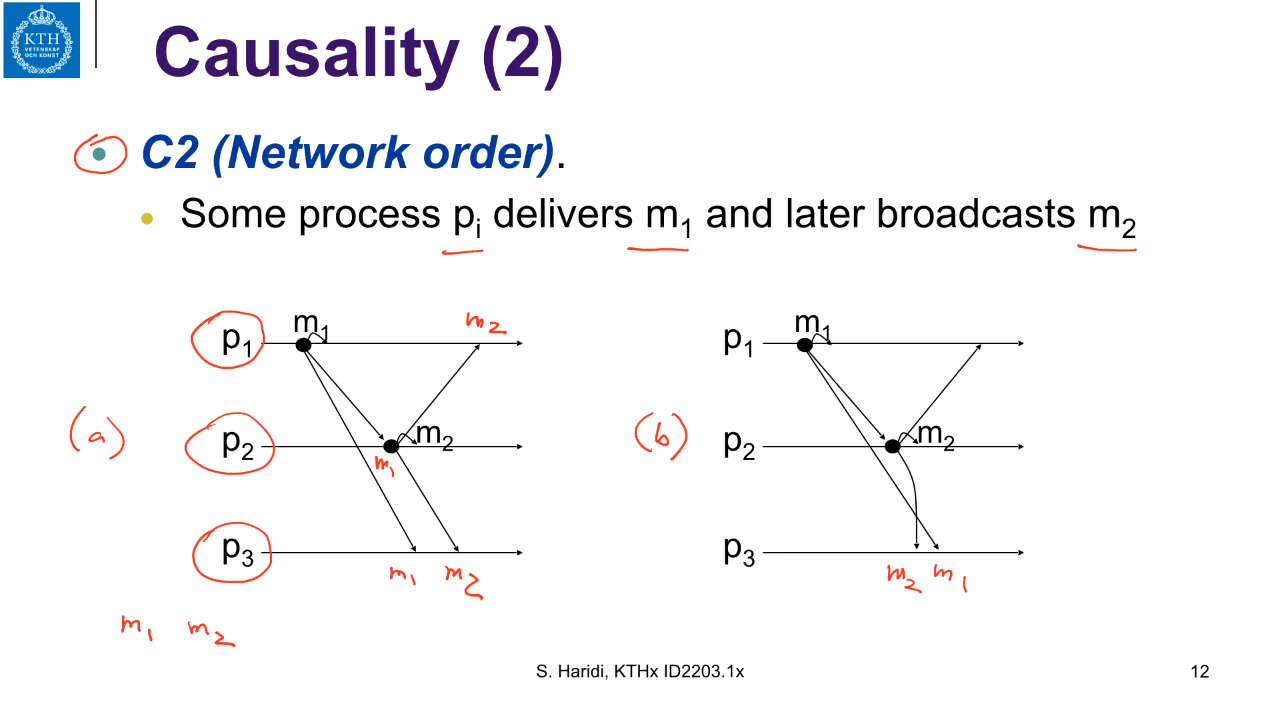 KTH
VETENSKAP
OCH KONST
Causality (2)
• C2 (Network order).
• Some process pᵢ delivers m₁ and later broadcasts m₂
p₁ m₁ m₂
(a) p₂ m₂
m₁
p₃
m₁ m₂
m₁ m₂
p₁ m₁
(b) p₂ m₂
p₃
m₂ m₁
S. Haridi, KTHx ID2203.1x
12